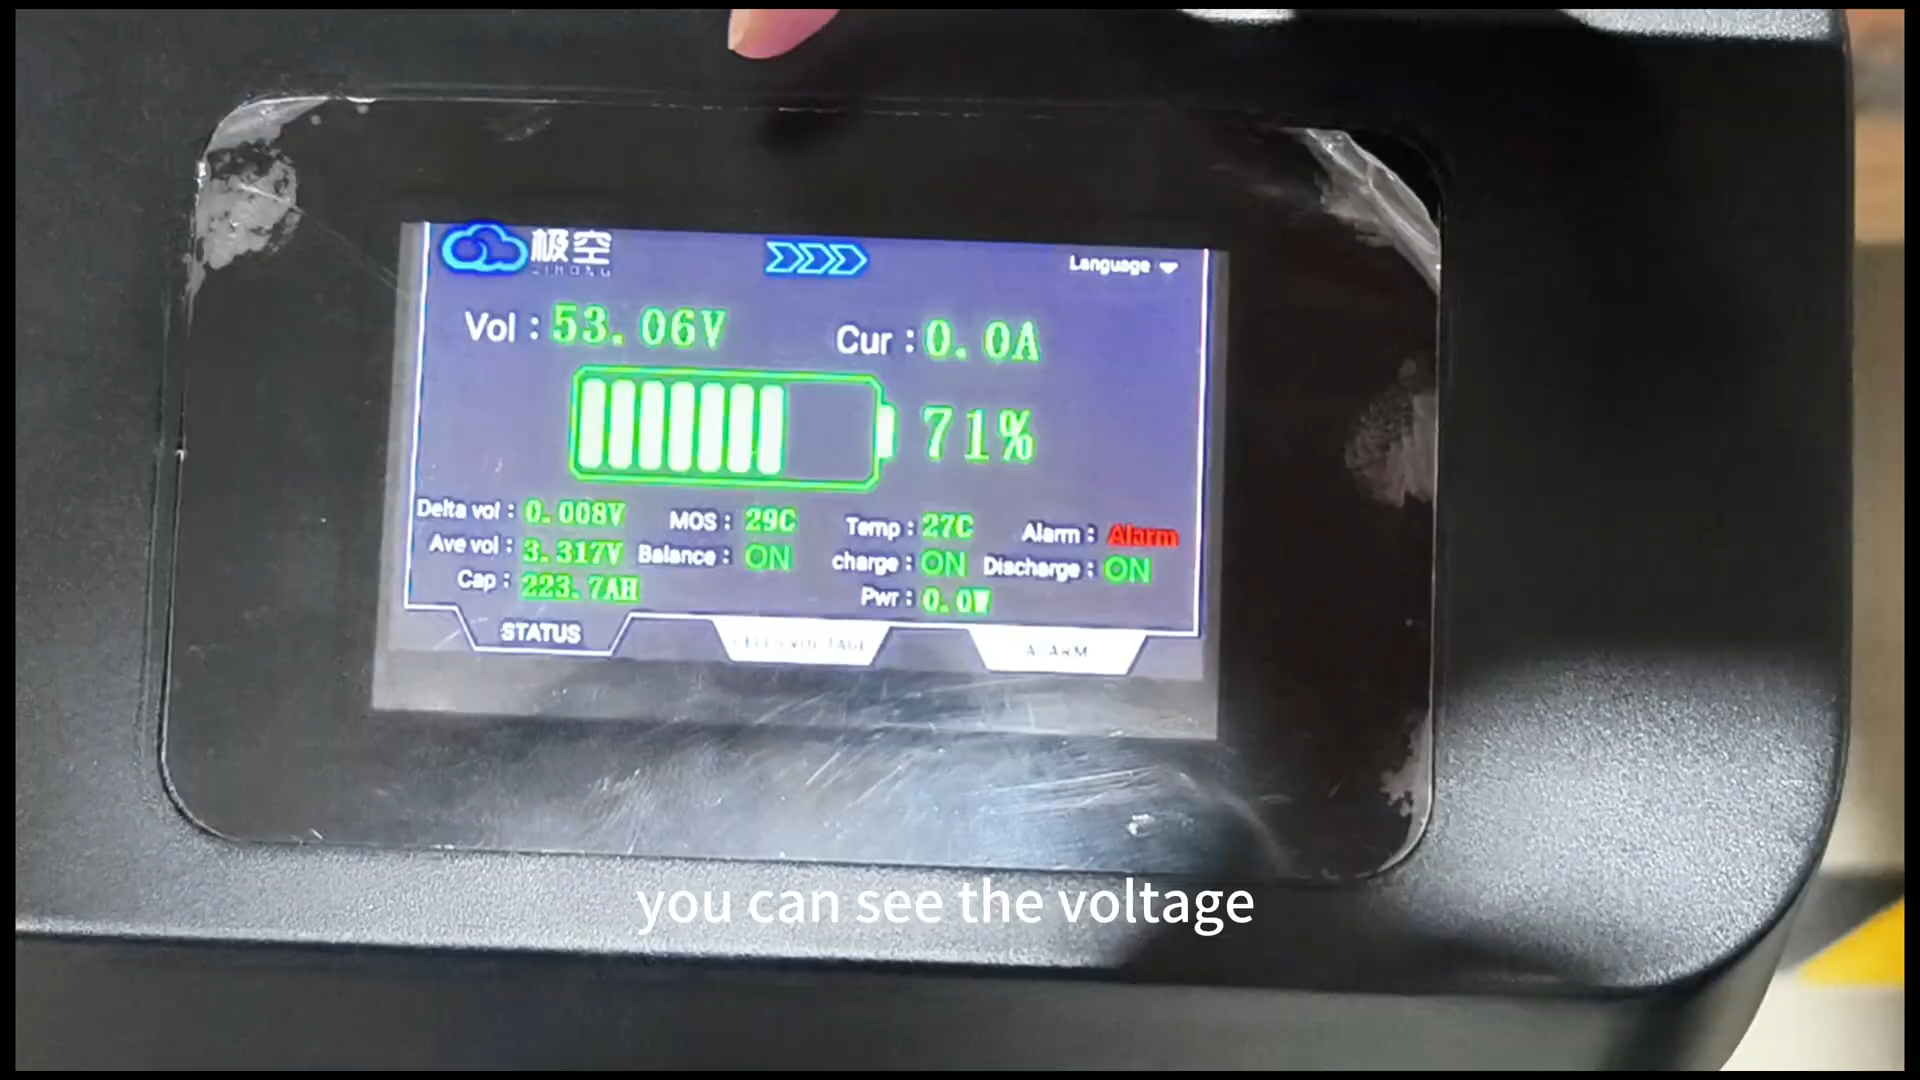 极空
JIKONG
Language
Vol : 53.06V
Cur : 0.0A
71%
Delta vol : 0.008V MOS : 29C Temp : 27C Alarm : Alarm
Ave vol : 3.317V Balance : ON charge : ON Discharge : ON
Cap : 223.7AH Pwr : 0.0W
STATUS
ALARM
you can see the voltage